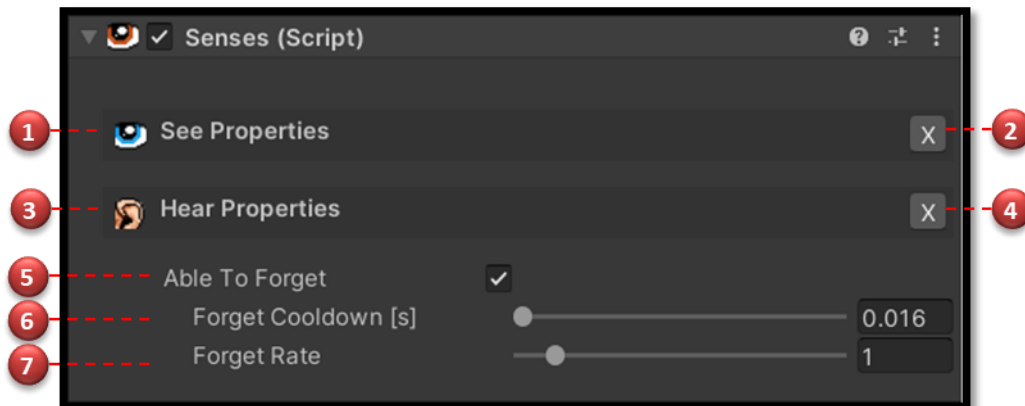 Senses (Script)
1 See Properties X 2
3 Hear Properties X 4
5 Able To Forget
6 Forget Cooldown [s] 0.016
7 Forget Rate 1